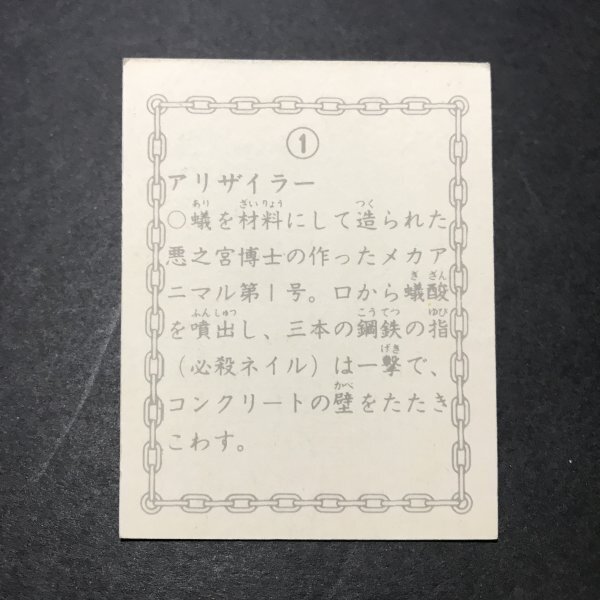 ①
アリザイラー
○蟻を材料にして造られた
悪之宮博士の作ったメカア
ニマル第1号。口から蟻酸
を噴出し、三本の鋼鉄の指
（必殺ネイル）は一撃で、
コンクリートの壁をたたき
こわす。